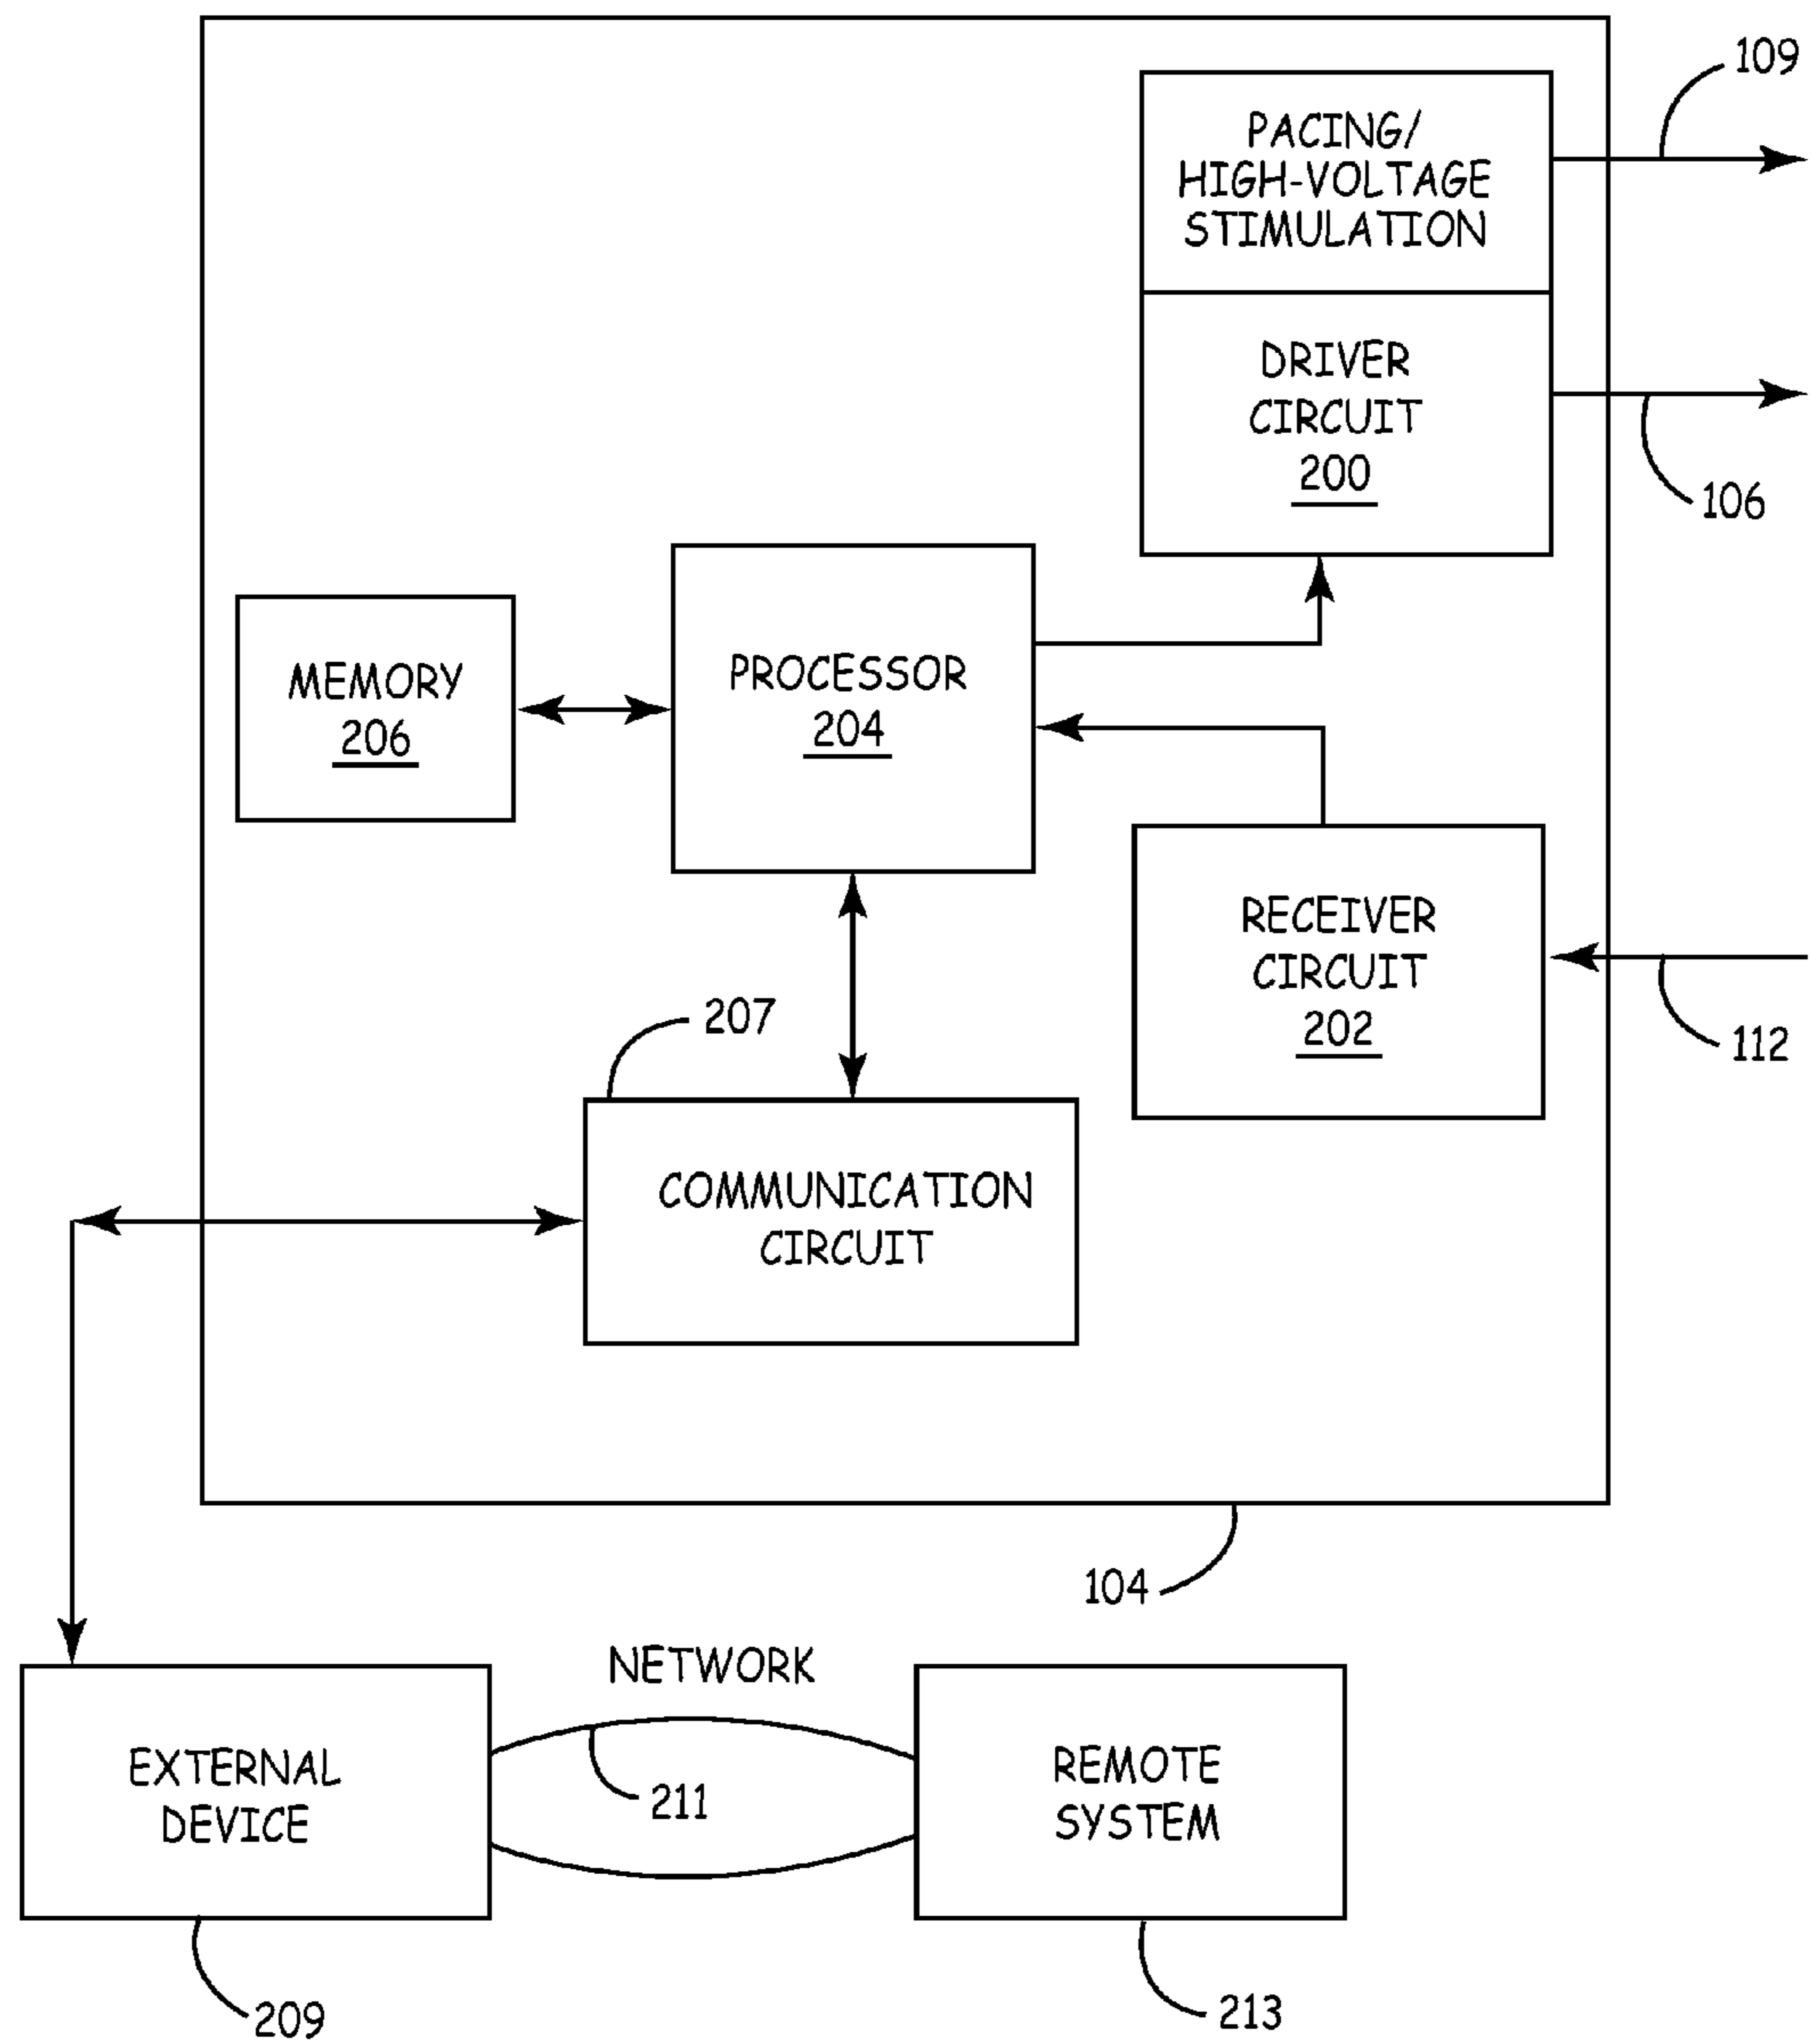 109
PACING/
HIGH-VOLTAGE
STIMULATION
DRIVER
CIRCUIT
200
106
MEMORY
206
PROCESSOR
204
RECEIVER
CIRCUIT
202
112
207
COMMUNICATION
CIRCUIT
104
NETWORK
211
EXTERNAL
DEVICE
209
REMOTE
SYSTEM
213